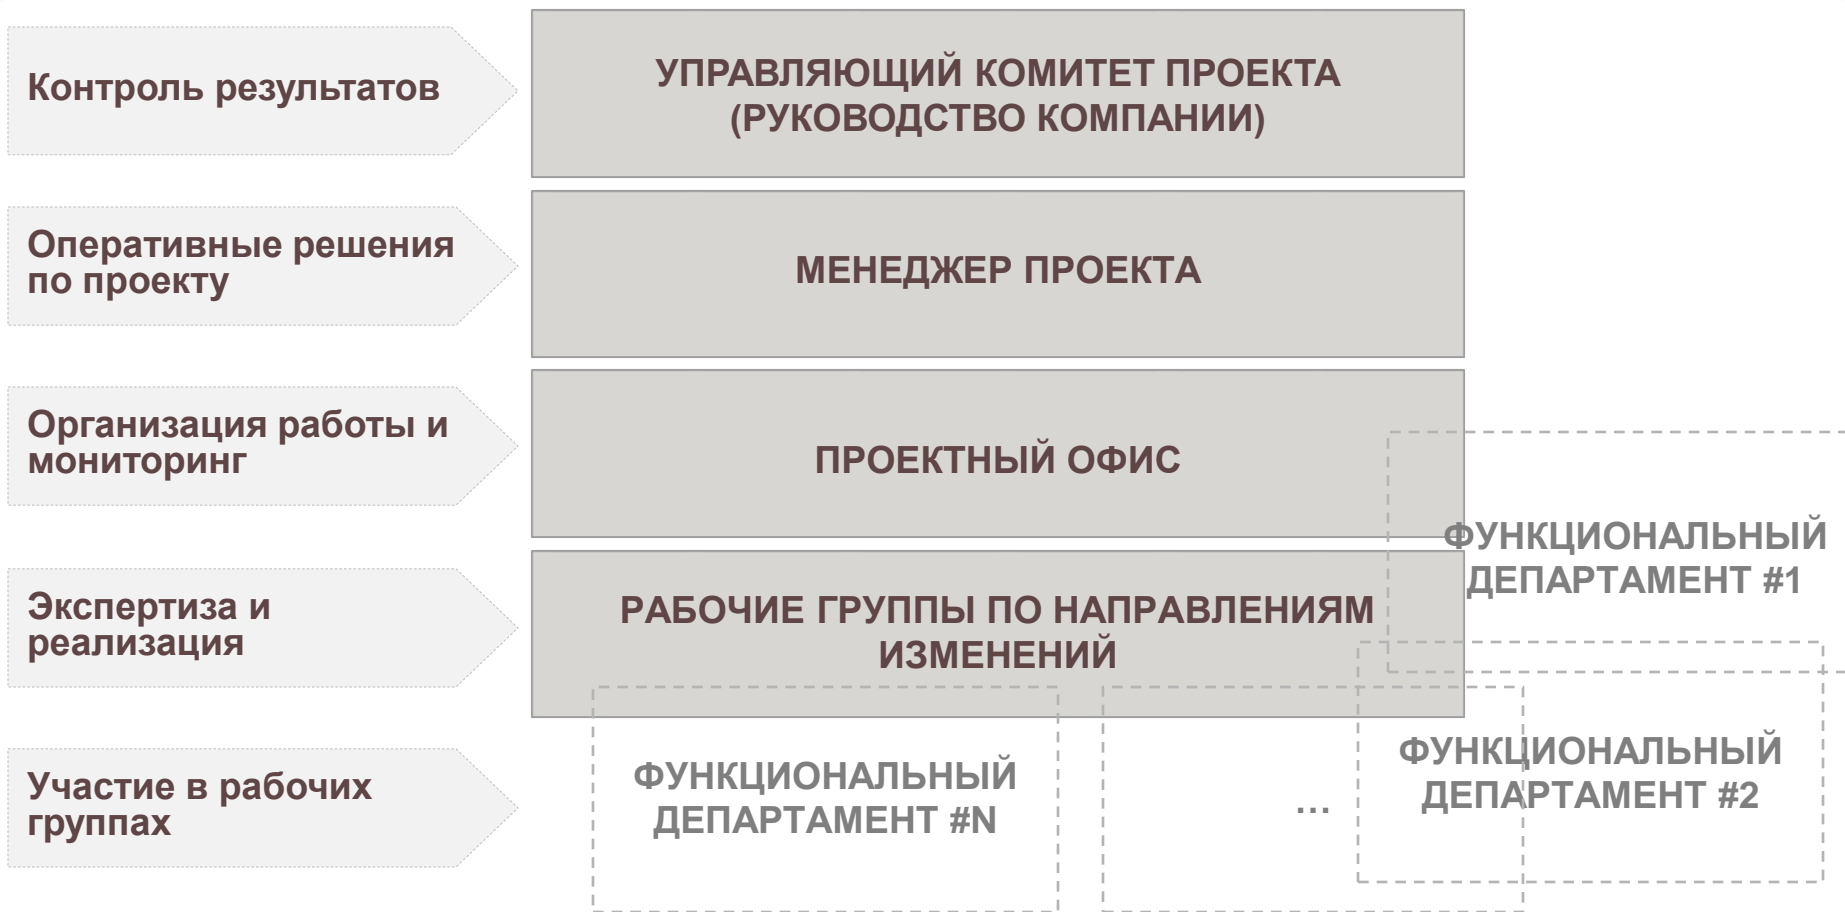 Контроль результатов
УПРАВЛЯЮЩИЙ КОМИТЕТ ПРОЕКТА
(РУКОВОДСТВО КОМПАНИИ)
Оперативные решения
по проекту
МЕНЕДЖЕР ПРОЕКТА
Организация работы и
мониторинг
ПРОЕКТНЫЙ ОФИС
ФУНКЦИОНАЛЬНЫЙ
ДЕПАРТАМЕНТ #1
Экспертиза и
реализация
РАБОЧИЕ ГРУППЫ ПО НАПРАВЛЕНИЯМ
ИЗМЕНЕНИЙ
Участие в рабочих
группах
ФУНКЦИОНАЛЬНЫЙ
ДЕПАРТАМЕНТ #N
...
ФУНКЦИОНАЛЬНЫЙ
ДЕПАРТАМЕНТ #2